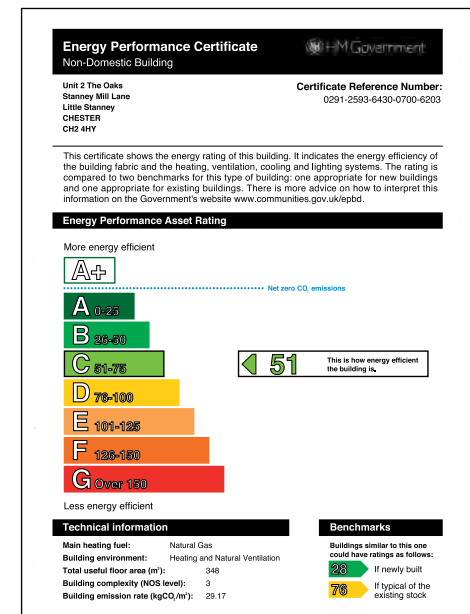 Energy Performance Certificate
HM Government
Non-Domestic Building
Unit 2 The Oaks
Stanney Mill Lane
Little Stanney
CHESTER
CH2 4HY
Certificate Reference Number:
0291-2593-6430-0700-6203
This certificate shows the energy rating of this building. It indicates the energy efficiency of
the building fabric and the heating, ventilation, cooling and lighting systems. The rating is
compared to two benchmarks for this type of building: one appropriate for new buildings
and one appropriate for existing buildings. There is more advice on how to interpret this
information on the Government's website www.communities.gov.uk/epbd.
Energy Performance Asset Rating
More energy efficient
A+
Net zero CO₂ emissions
A 0-25
B 26-50
C 51-75
51 This is how energy efficient
the building is.
D 76-100
E 101-125
F 126-150
G Over 150
Less energy efficient
Technical information
Main heating fuel: Natural Gas
Building environment: Heating and Natural Ventilation
Total useful floor area (m²): 348
Building complexity (NOS level): 3
Building emission rate (kgCO₂/m²): 29.17
Benchmarks
Buildings similar to this one
could have ratings as follows:
28 If newly built
76 If typical of the
existing stock